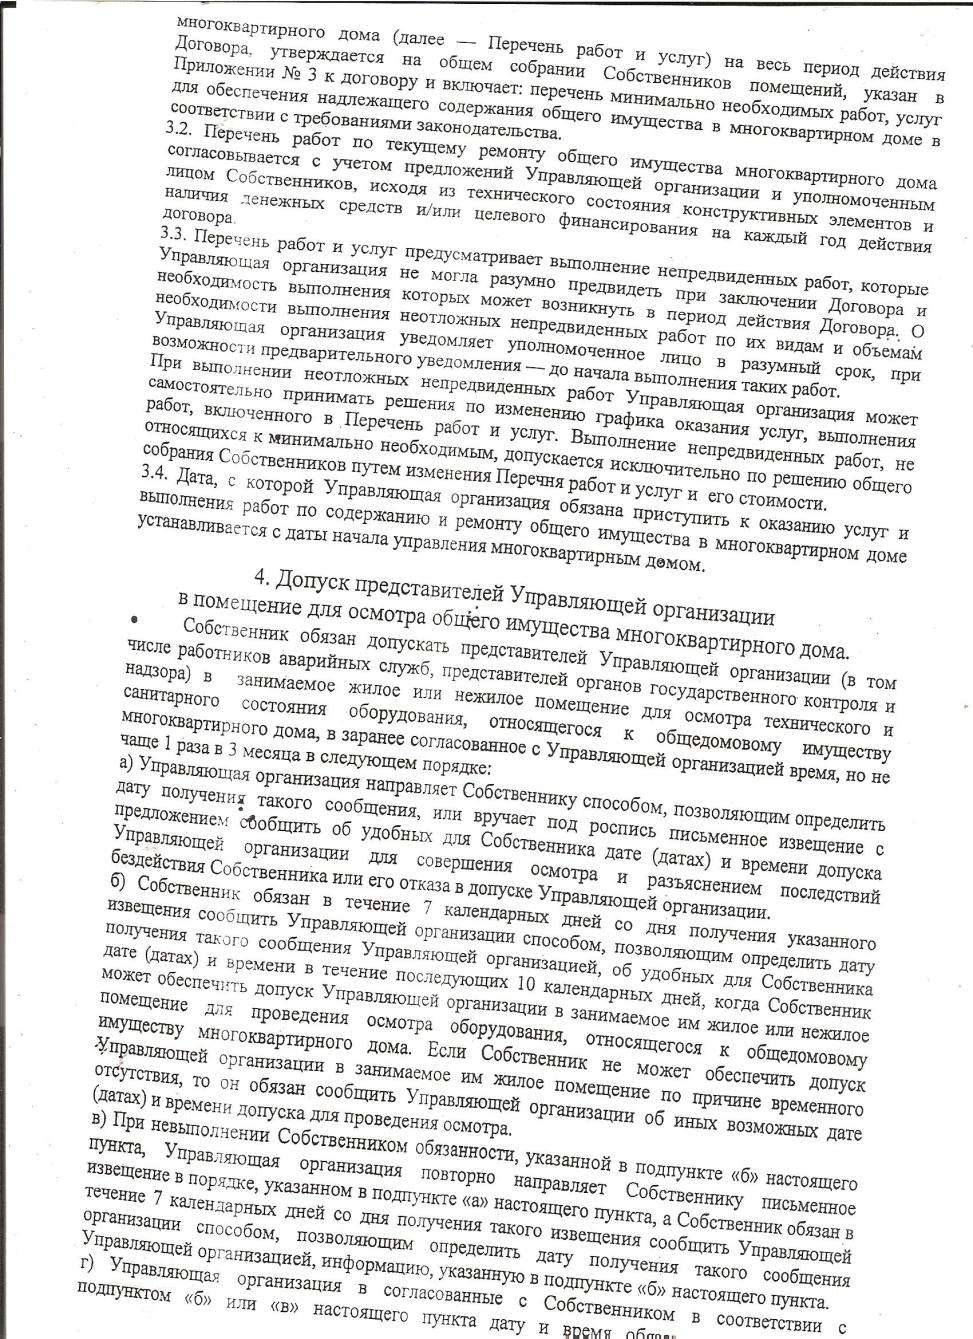 многоквартирного дома (далее — Перечень работ и услуг) на весь период действия
Договора, утверждается на общем собрании Собственников помещений, указан в
Приложении № 3 к договору и включает: перечень минимально необходимых работ, услуг
для обеспечения надлежащего содержания общего имущества в многоквартирном доме в
соответствии с требованиями законодательства.
3.2. Перечень работ по текущему ремонту общего имущества многоквартирного дома
согласовывается с учетом предложений Управляющей организации и уполномоченным
лицом Собственников, исходя из технического состояния конструктивных элементов и
наличия денежных средств и/или целевого финансирования на каждый год действия
договора.
3.3. Перечень работ и услуг предусматривает выполнение непредвиденных работ, которые
Управляющая организация не могла разумно предвидеть при заключении Договора и
необходимость выполнения которых может возникнуть в период действия Договора. О
необходимости выполнения неотложных непредвиденных работ по их видам и объемам
Управляющая организация уведомляет уполномоченное лицо в разумный срок, при
возможности предварительного уведомления — до начала выполнения таких работ.
При выполнении неотложных непредвиденных работ Управляющая организация может
самостоятельно принимать решения по изменению графика оказания услуг, выполнения
работ, включенного в Перечень работ и услуг. Выполнение непредвиденных работ, не
относящихся к минимально необходимым, допускается исключительно по решению общего
собрания Собственников путем изменения Перечня работ и услуг и его стоимости.
3.4. Дата, с которой Управляющая организация обязана приступить к оказанию услуг и
выполнения работ по содержанию и ремонту общего имущества в многоквартирном доме
устанавливается с даты начала управления многоквартирным домом.
4. Допуск представителей Управляющей организации
в помещение для осмотра общего имущества многоквартирного дома.
Собственник обязан допускать представителей Управляющей организации (в том
числе работников аварийных служб, представителей органов государственного контроля и
надзора) в занимаемое жилое или нежилое помещение для осмотра технического и
санитарного состояния оборудования, относящегося к общедомовому имуществу
многоквартирного дома, в заранее согласованное с Управляющей организацией время, но не
чаще 1 раза в 3 месяца в следующем порядке:
а) Управляющая организация направляет Собственнику способом, позволяющим определить
дату получения такого сообщения, или вручает под роспись письменное извещение с
предложением сообщить об удобных для Собственника дате (датах) и времени допуска
Управляющей организации для совершения осмотра и разъяснением последствий
бездействия Собственника или его отказа в допуске Управляющей организации.
б) Собственник обязан в течение 7 календарных дней со дня получения указанного
извещения сообщить Управляющей организации способом, позволяющим определить дату
получения такого сообщения Управляющей организацией, об удобных для Собственника
дате (датах) и времени в течение последующих 10 календарных дней, когда Собственник
может обеспечить допуск Управляющей организации в занимаемое им жилое или нежилое
помещение для проведения осмотра оборудования, относящегося к общедомовому
имуществу многоквартирного дома. Если Собственник не может обеспечить допуск
Управляющей организации в занимаемое им жилое помещение по причине временного
отсутствия, то он обязан сообщить Управляющей организации об иных возможных дате
(датах) и времени допуска для проведения осмотра.
в) При невыполнении Собственником обязанности, указанной в подпункте «б» настоящего
пункта, Управляющая организация повторно направляет Собственнику письменное
извещение в порядке, указанном в подпункте «а» настоящего пункта, а Собственник обязан в
течение 7 календарных дней со дня получения такого извещения сообщить Управляющей
организации способом, позволяющим определить дату получения такого сообщения
Управляющей организацией, информацию, указанную в подпункте «б» настоящего пункта.
г) Управляющая организация в согласованные с Собственником в соответствии с
подпунктом «б» или «в» настоящего пункта дату и время